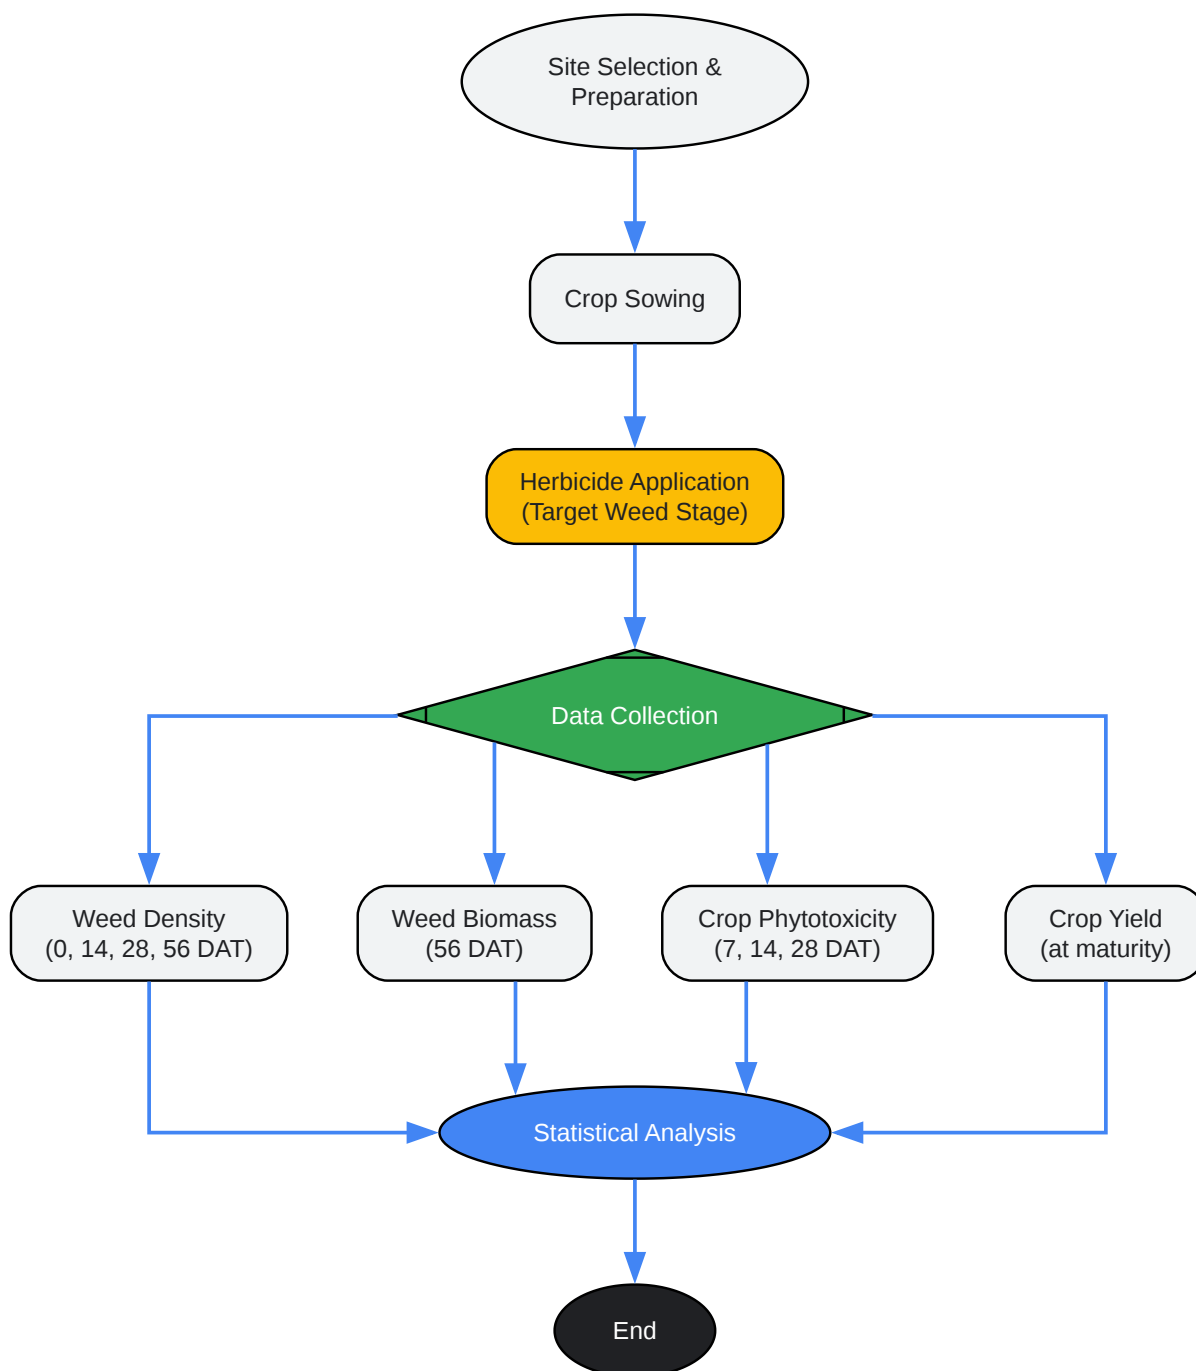 Site Selection &
Preparation
Crop Sowing
Herbicide Application
(Target Weed Stage)
Data Collection
Weed Density
(0, 14, 28, 56 DAT)
Weed Biomass
(56 DAT)
Crop Phytotoxicity
(7, 14, 28 DAT)
Crop Yield
(at maturity)
Statistical Analysis
End